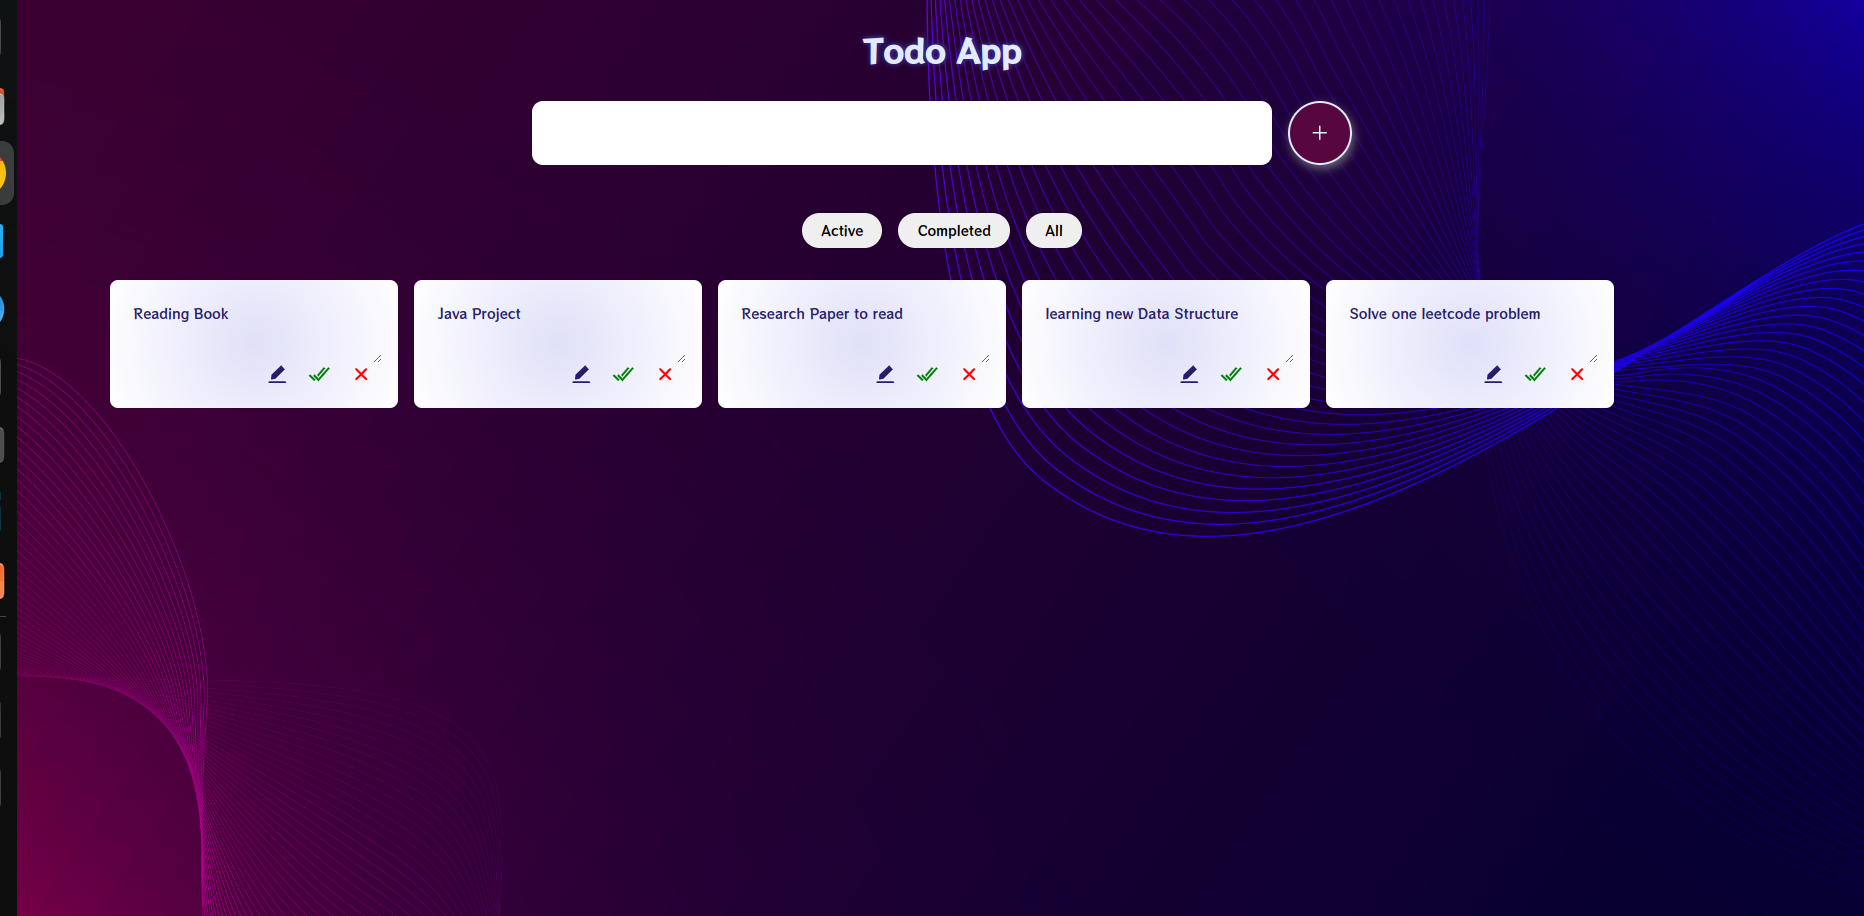 Todo App
+
Active Completed All
Reading Book
Java Project
Research Paper to read
learning new Data Structure
Solve one leetcode problem